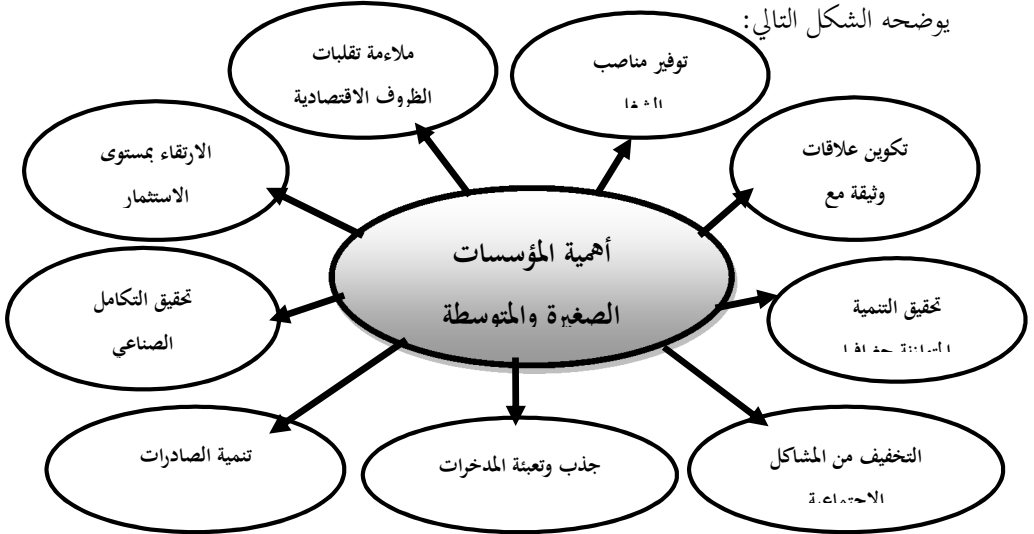 يوضحه الشكل التالي:
توفير مناصب
ملاءمة تقلبات
الظروف الاقتصادية
تكوين علاقات
وثيقة مع
الارتقاء بمستوى
الاستثمار
أهمية المؤسسات
الصغيرة والمتوسطة
تحقيق التنمية
تحقيق التكامل
الصناعي
التخفيف من المشاكل
الاجتماعية
جذب وتعبئة المدخرات
تنمية الصادرات